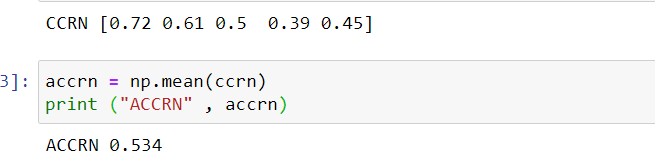 CCRN [0.72 0.61 0.5  0.39 0.45]
3]: accrn = np.mean(ccrn)
print ("ACCRN" , accrn)
ACCRN 0.534